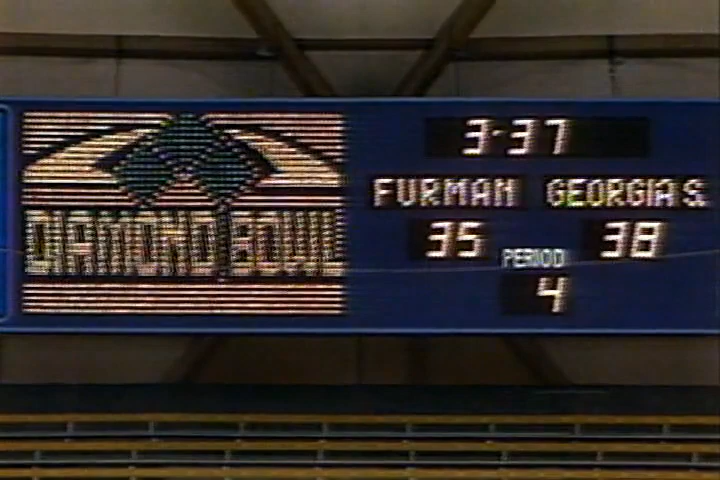 DIAMOND BOWL
3:37
FURMAN GEORGIA S.
35 38
PERIOD
4